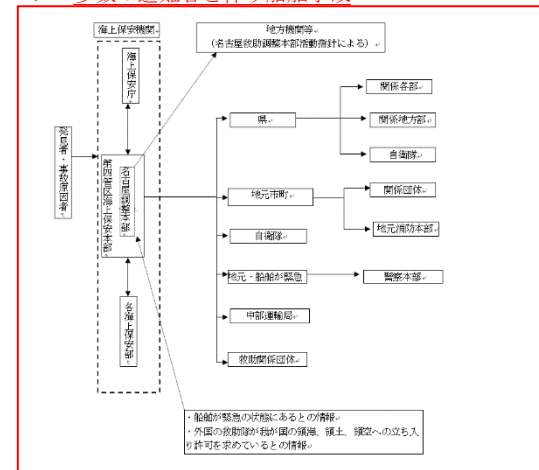 多数の遭難者を伴う船舶事故
海上保安機関
地方機関等
(名古屋救助調整本部活動指針による)
海上保安庁
発見者・事故原因者
第四管区海上保安本部
名古屋調整本部
各海上保安部
県
関係各部
関係地方部
自衛隊
地元市町
関係団体
地元消防本部
自衛隊
地元・船舶が緊急
警察本部
中部運輸局
救助関係団体
・船舶が緊急の状態にあるとの情報
・外国の救助隊が我が国の領海、領土、領空への立ち入
り許可を求めているとの情報